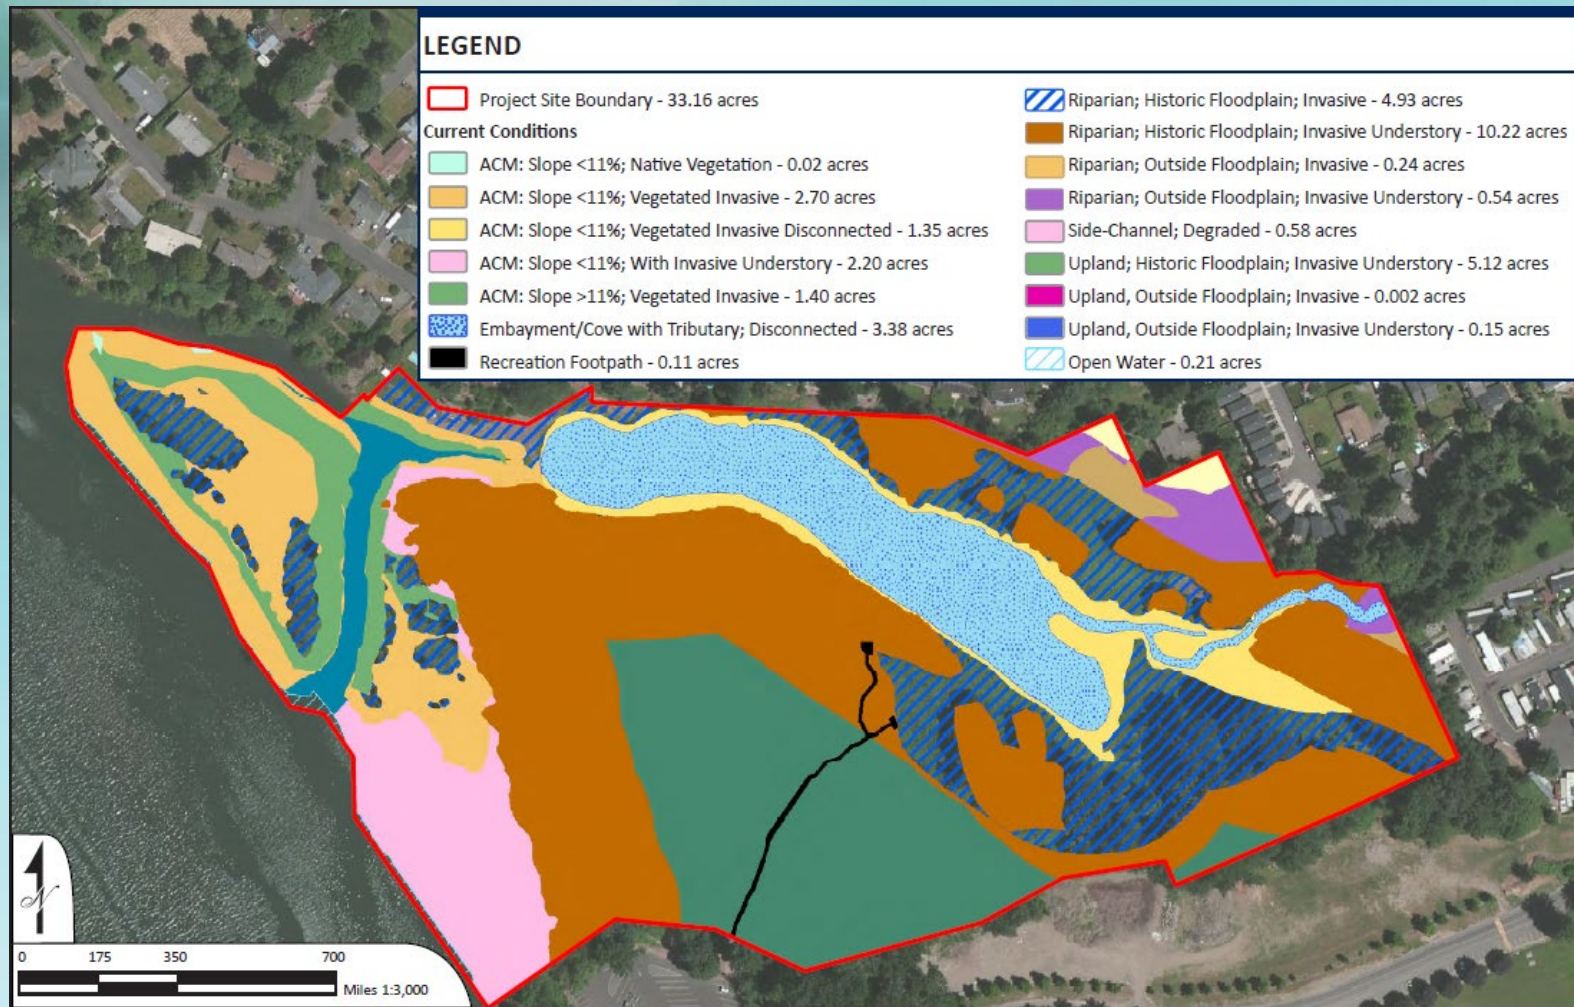 LEGEND
Project Site Boundary - 33.16 acres
Current Conditions
ACM: Slope <11%; Native Vegetation - 0.02 acres
ACM: Slope <11%; Vegetated Invasive - 2.70 acres
ACM: Slope <11%; Vegetated Invasive Disconnected - 1.35 acres
ACM: Slope <11%; With Invasive Understory - 2.20 acres
ACM: Slope >11%; Vegetated Invasive - 1.40 acres
Embayment/Cove with Tributary; Disconnected - 3.38 acres
Recreation Footpath - 0.11 acres
Riparian; Historic Floodplain; Invasive - 4.93 acres
Riparian; Historic Floodplain; Invasive Understory - 10.22 acres
Riparian; Outside Floodplain; Invasive - 0.24 acres
Riparian; Outside Floodplain; Invasive Understory - 0.54 acres
Side-Channel; Degraded - 0.58 acres
Upland; Historic Floodplain; Invasive Understory - 5.12 acres
Upland, Outside Floodplain; Invasive - 0.002 acres
Upland, Outside Floodplain; Invasive Understory - 0.15 acres
Open Water - 0.21 acres
N
0 175 350 700
Miles 1:3,000